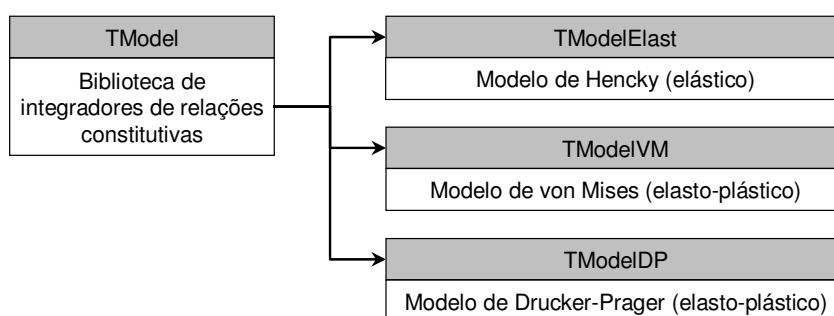 TModel
Biblioteca de
integradores de relações
constitutivas
TModelElast
Modelo de Hencky (elástico)
TModelVM
Modelo de von Mises (elasto-plástico)
TModelDP
Modelo de Drucker-Prager (elasto-plástico)